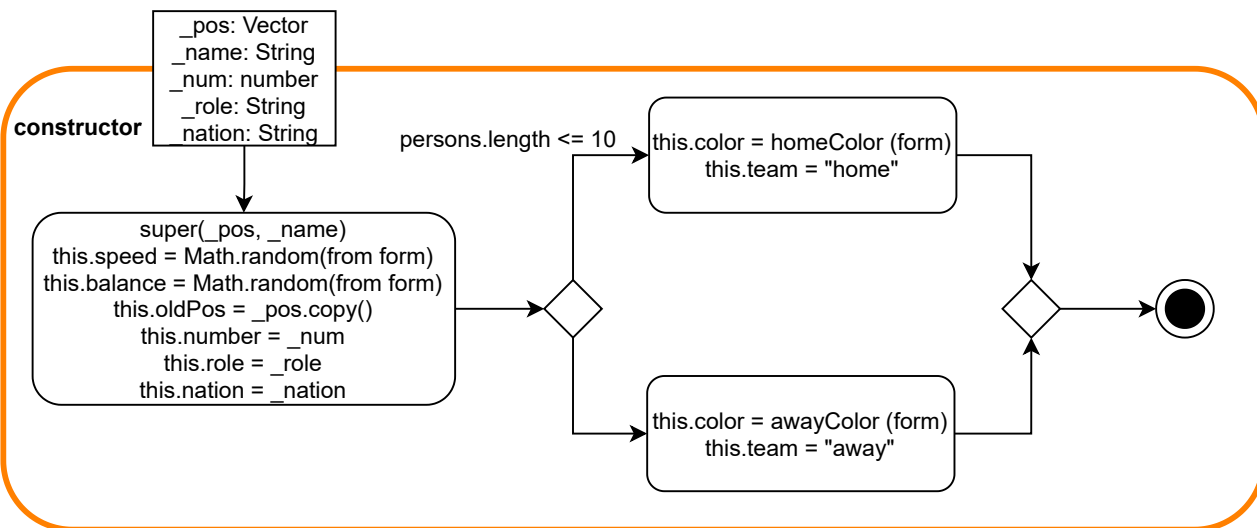 _pos: Vector
_name: String
_num: number
_role: String
_nation: String
constructor
super(_pos, _name)
this.speed = Math.random(from form)
this.balance = Math.random(from form)
this.oldPos = _pos.copy()
this.number = _num
this.role = _role
this.nation = _nation
persons.length <= 10
this.color = homeColor (form)
this.team = "home"
this.color = awayColor (form)
this.team = "away"